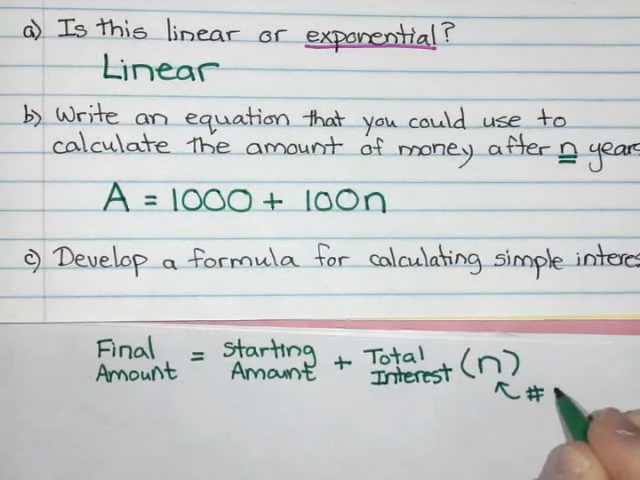 a) Is this linear or exponential?
Linear
b) Write an equation that you could use to
calculate the amount of money after n years
A = 1000 + 100n
c) Develop a formula for calculating simple interes
Final Amount = Starting Amount + Total Interest (n)
#